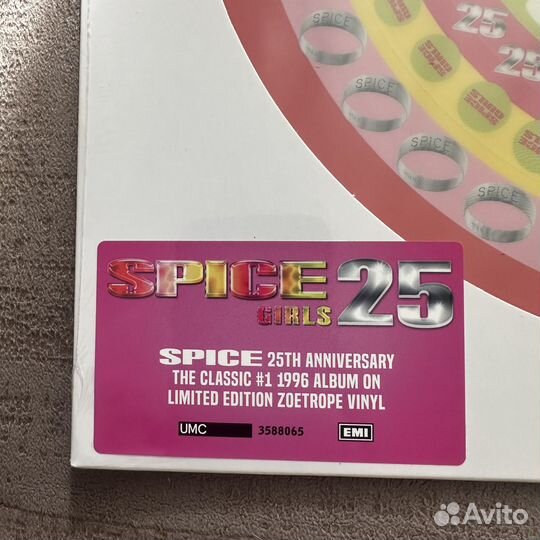 25
25
SPICE
SPICE
SPICE
SPICE
SPICE GIRLS 25
SPICE 25TH ANNIVERSARY
THE CLASSIC #1 1996 ALBUM ON
LIMITED EDITION ZOETROPE VINYL
UMC 3588065 EMI
Avito